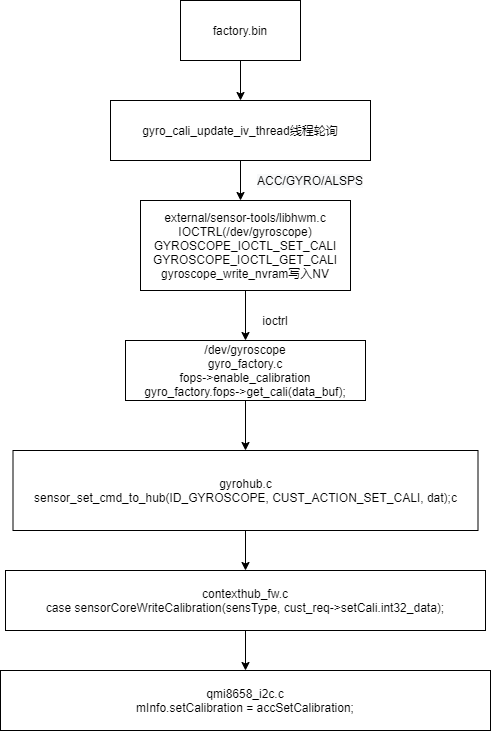 factory.bin
gyro_cali_update_iv_thread线程轮询
ACC/GYRO/ALSPS
external/sensor-tools/libhwm.c
IOCTRL(/dev/gyroscope)
GYROSCOPE_IOCTL_SET_CALI
GYROSCOPE_IOCTL_GET_CALI
gyroscope_write_nvram写入NV
ioctrl
/dev/gyroscope
gyro_factory.c
fops->enable_calibration
gyro_factory.fops->get_cali(data_buf);
gyrohub.c
sensor_set_cmd_to_hub(ID_GYROSCOPE, CUST_ACTION_SET_CALI, dat);c
contexthub_fw.c
case sensorCoreWriteCalibration(sensType, cust_req->setCali.int32_data);
qmi8658_i2c.c
mInfo.setCalibration = accSetCalibration;